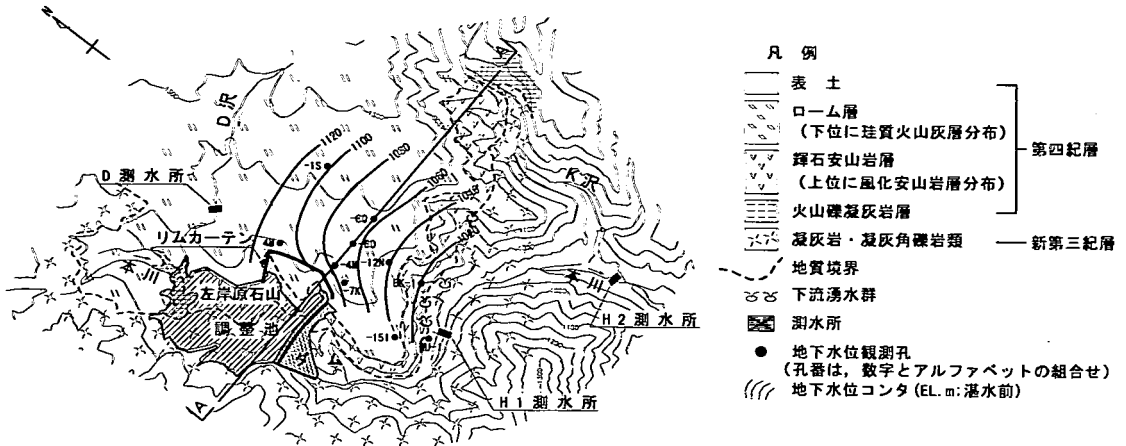 N
D沢
1120
1100
A
K沢
D測水所
リムカーテン
本川
左岸原石山
調整池
ダム
A
本川
H2測水所
H1測水所
凡 例
表 土
ローム層
(下位に珪質火山灰層分布)
輝石安山岩層
(上位に風化安山岩層分布)
火山礫凝灰岩層
第四紀層
凝灰岩・凝灰角礫岩類
新第三紀層
地質境界
下流湧水群
測水所
地下水位観測孔
(孔番は, 数字とアルファベットの組合せ)
地下水位コンタ(EL.m;湛水前)